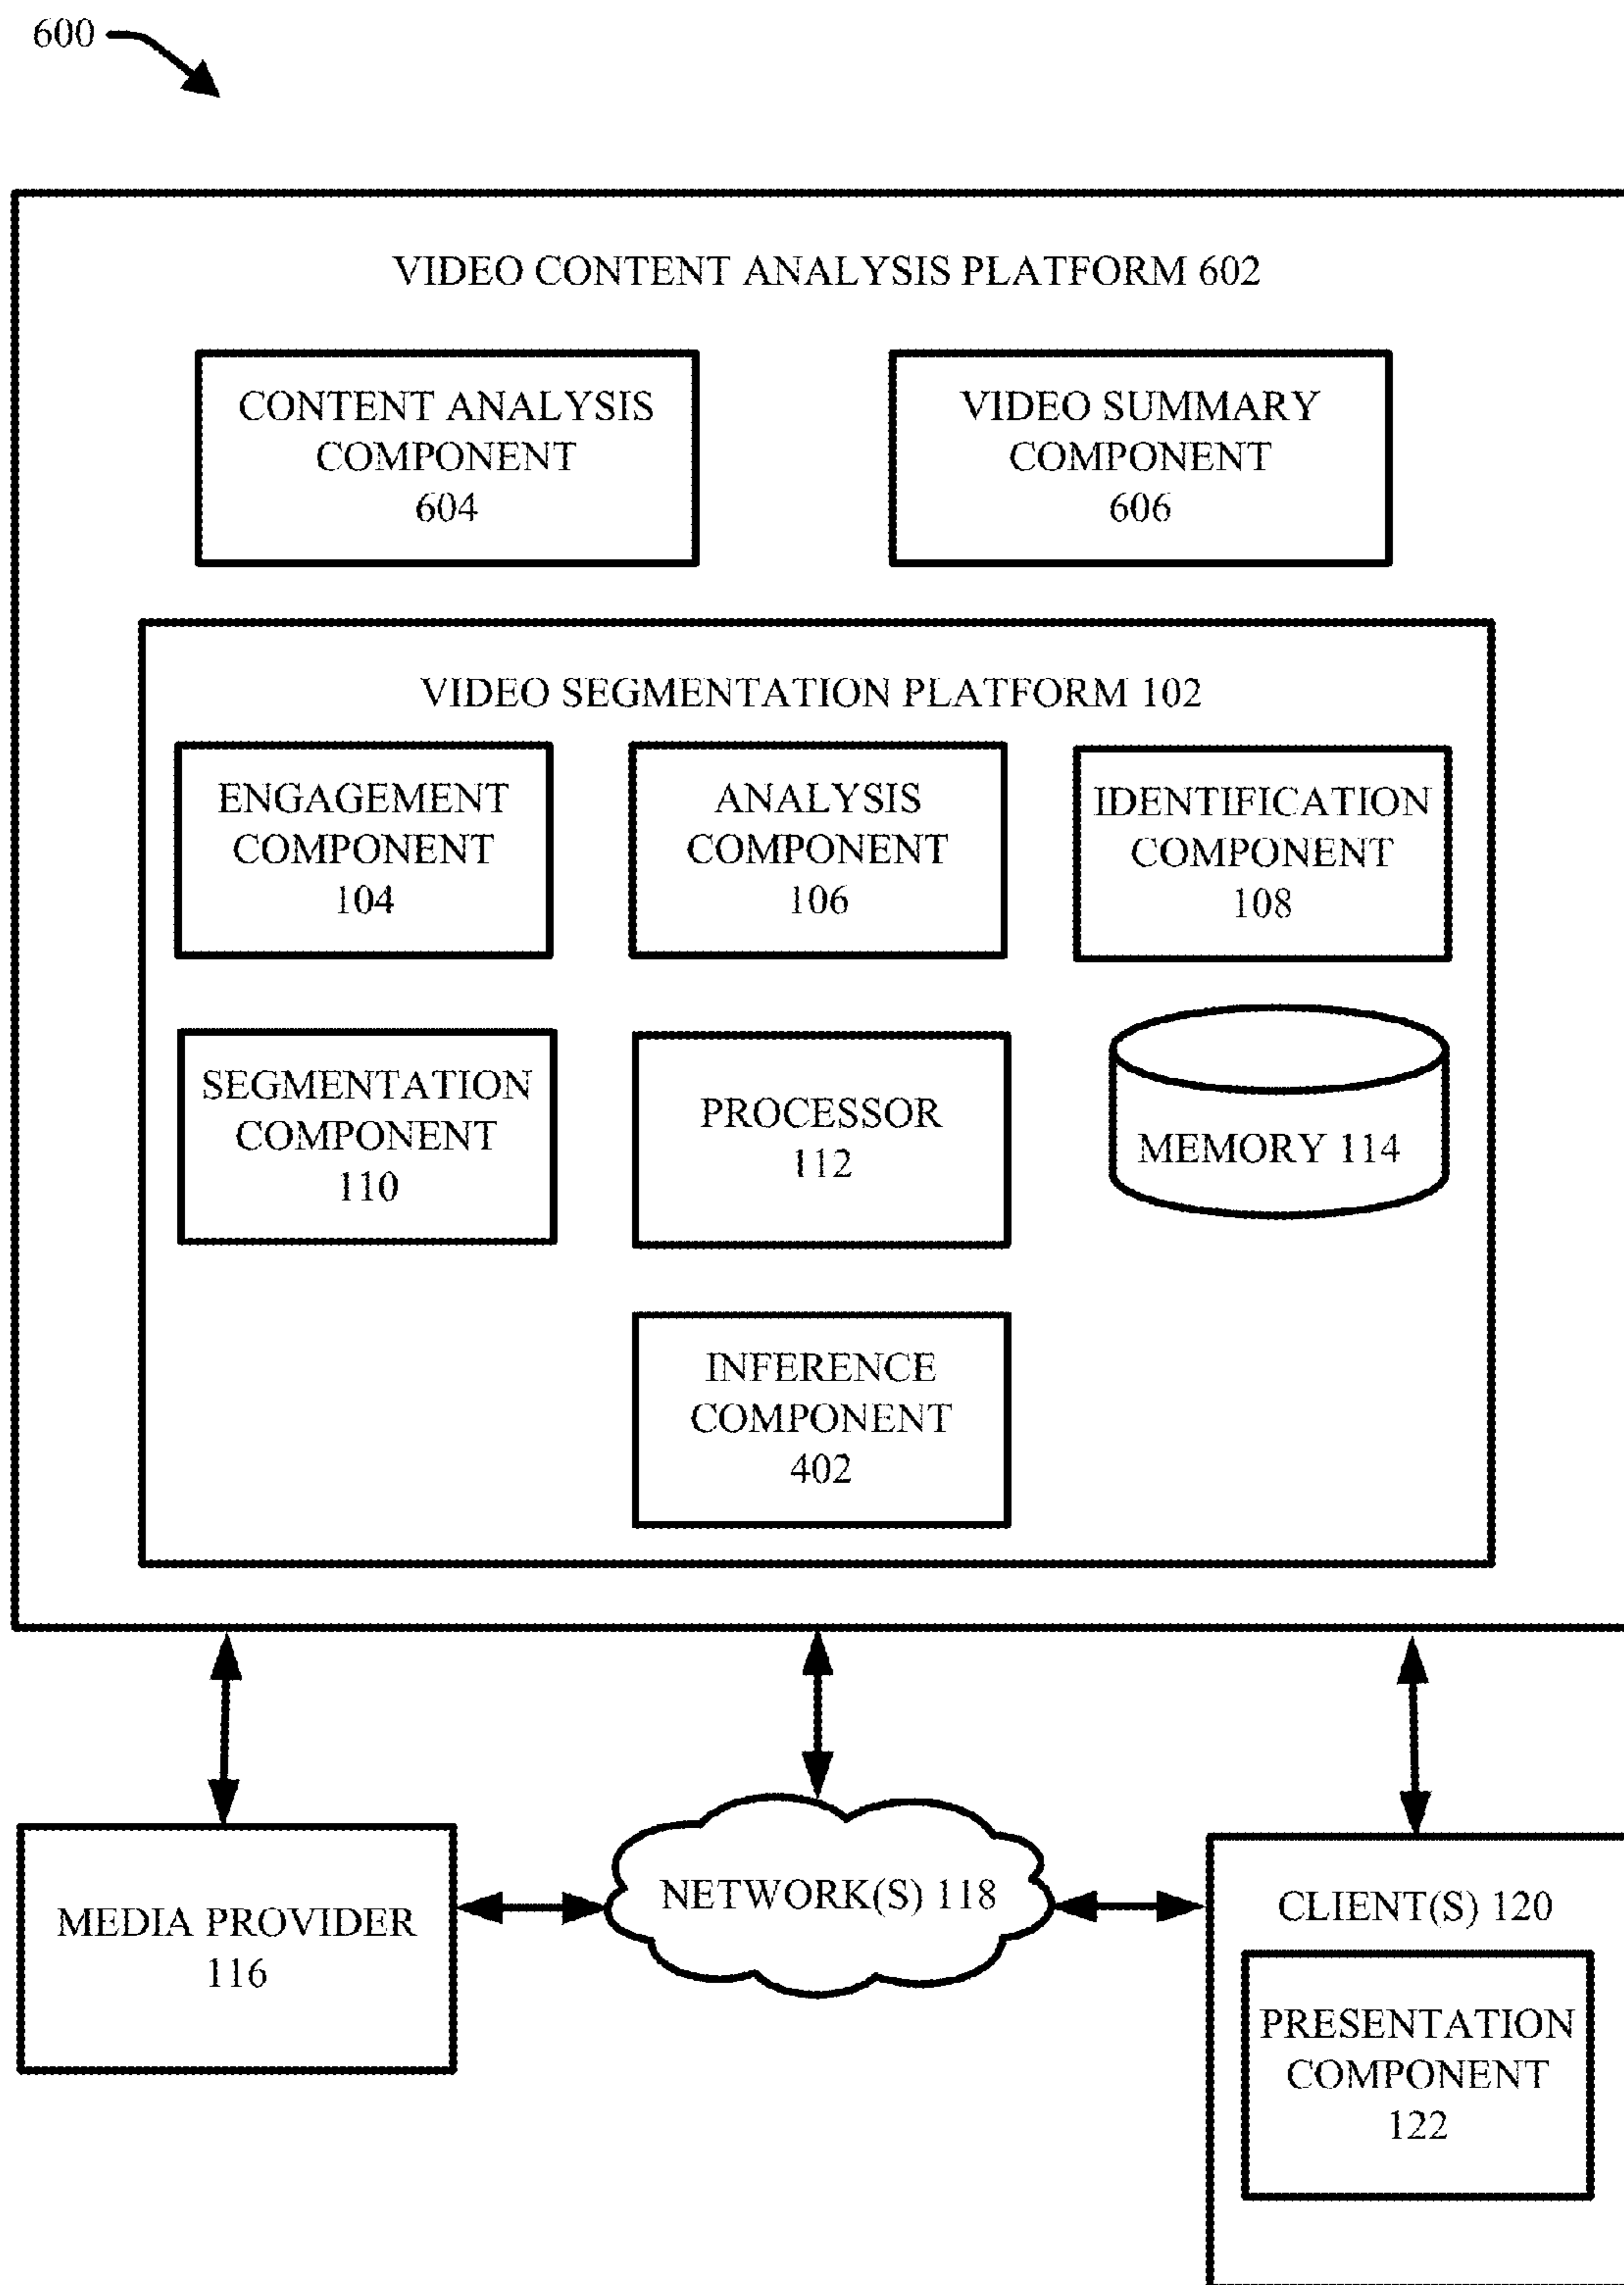 600
VIDEO CONTENT ANALYSIS PLATFORM 602
CONTENT ANALYSIS
COMPONENT
604
VIDEO SUMMARY
COMPONENT
606
VIDEO SEGMENTATION PLATFORM 102
ENGAGEMENT
COMPONENT
104
ANALYSIS
COMPONENT
106
IDENTIFICATION
COMPONENT
108
SEGMENTATION
COMPONENT
110
PROCESSOR
112
MEMORY 114
INFERENCE
COMPONENT
402
MEDIA PROVIDER
116
NETWORK(S) 118
CLIENT(S) 120
PRESENTATION
COMPONENT
122